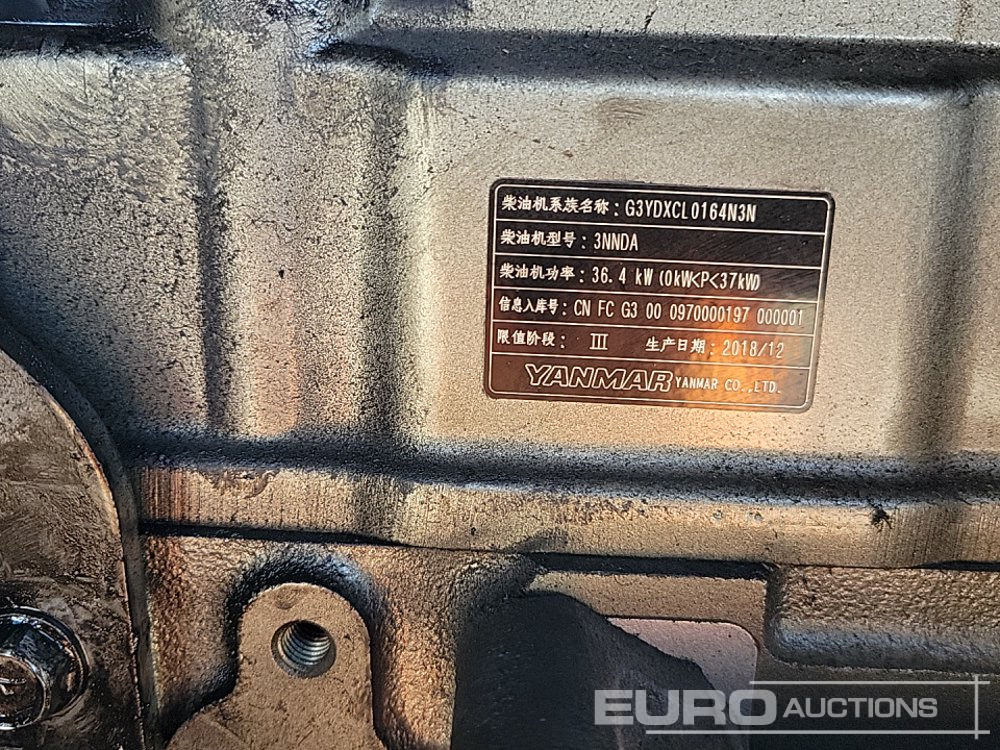 柴油机系族名称: G3YDXCL0164N3N
柴油机型号: 3NNDA
柴油机功率: 36.4 kW (0kW<P<37kW)
信息入库号: CN FC G3 00 0970000197 000001
限值阶段: III 生产日期: 2018/12
YANMAR YANMAR CO.,LTD.
EURO AUCTIONS